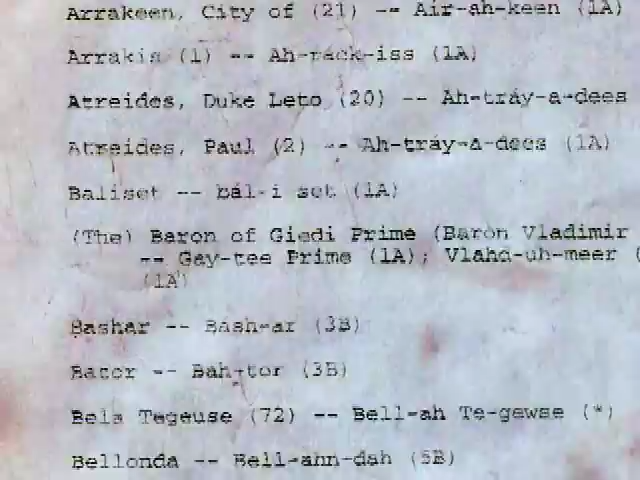 Arrakeen, City of (21) -- Air-ah-keen (1A)
Arrakis (1) -- Ah-rack-iss (1A)
Atreides, Duke Leto (20) -- Ah-tráy-a-dees
Atreides, Paul (2) -- Ah-tráy-a-dees (1A)
Baliset -- bál-i set (1A)
(The) Baron of Giedi Prime (Baron Vladimir
-- Gay-tee Prime (1A); Vlahd-uh-meer (
(1A)
Bashar -- Básh-ar (3B)
Bator -- Bah-tor (3B)
Bela Tegeuse (72) -- Bell-ah Te-gewse (*)
Bellonda -- Bell-ahn-dah (5B)